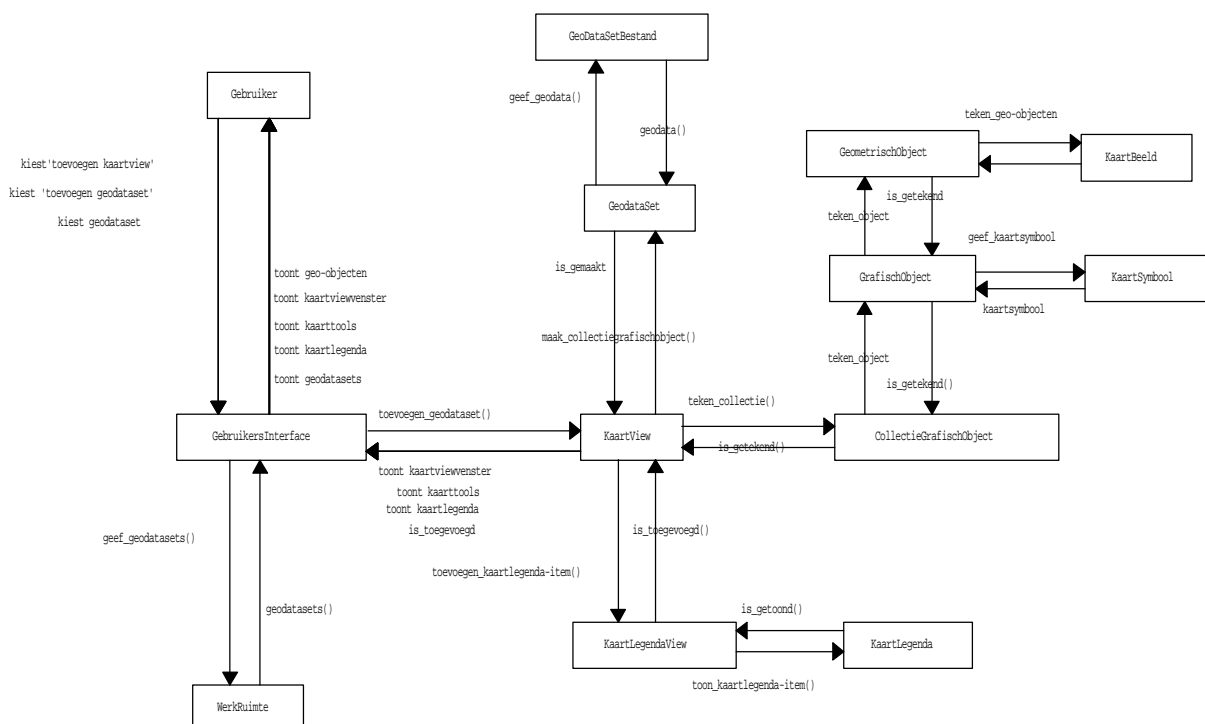 GeoDataSetBestand
Gebruiker
geef_geodata()
geodata()
teken_geo-objecten
GeometrischObject
KaartBeeld
kiest'toevoegen kaartview'
kiest 'toevoegen geodataset'
kiest geodataset
GeodataSet
is_getekend
teken_object
geef_kaartsymbool
is_gemaakt
toont geo-objecten
toont kaartviewvenster
toont kaarttools
toont kaartlegenda
toont geodatasets
GrafischObject
KaartSymbool
kaartsymbool
maak_collectiegrafischobject()
teken_object
is_getekend()
toevoegen_geodataset()
teken_collectie()
GebruikersInterface
KaartView
CollectieGrafischObject
is_getekend()
toont kaartviewvenster
toont kaarttools
toont kaartlegenda
is_toegevoegd
is_toegevoegd()
geef_geodatasets()
toevoegen_kaartlegenda-item()
geodatasets()
is_getoond()
KaartLegendaView
KaartLegenda
toon_kaartlegenda-item()
WerkRuimte